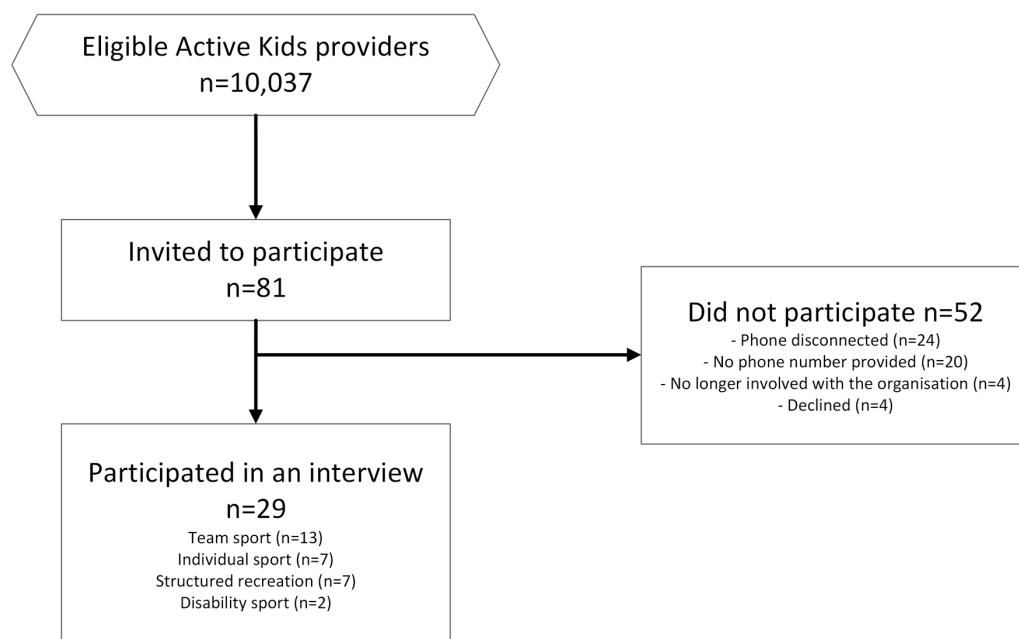 Eligible Active Kids providers
n=10,037
Invited to participate
n=81
Did not participate n=52
- Phone disconnected (n=24)
- No phone number provided (n=20)
- No longer involved with the organisation (n=4)
- Declined (n=4)
Participated in an interview
n=29
Team sport (n=13)
Individual sport (n=7)
Structured recreation (n=7)
Disability sport (n=2)